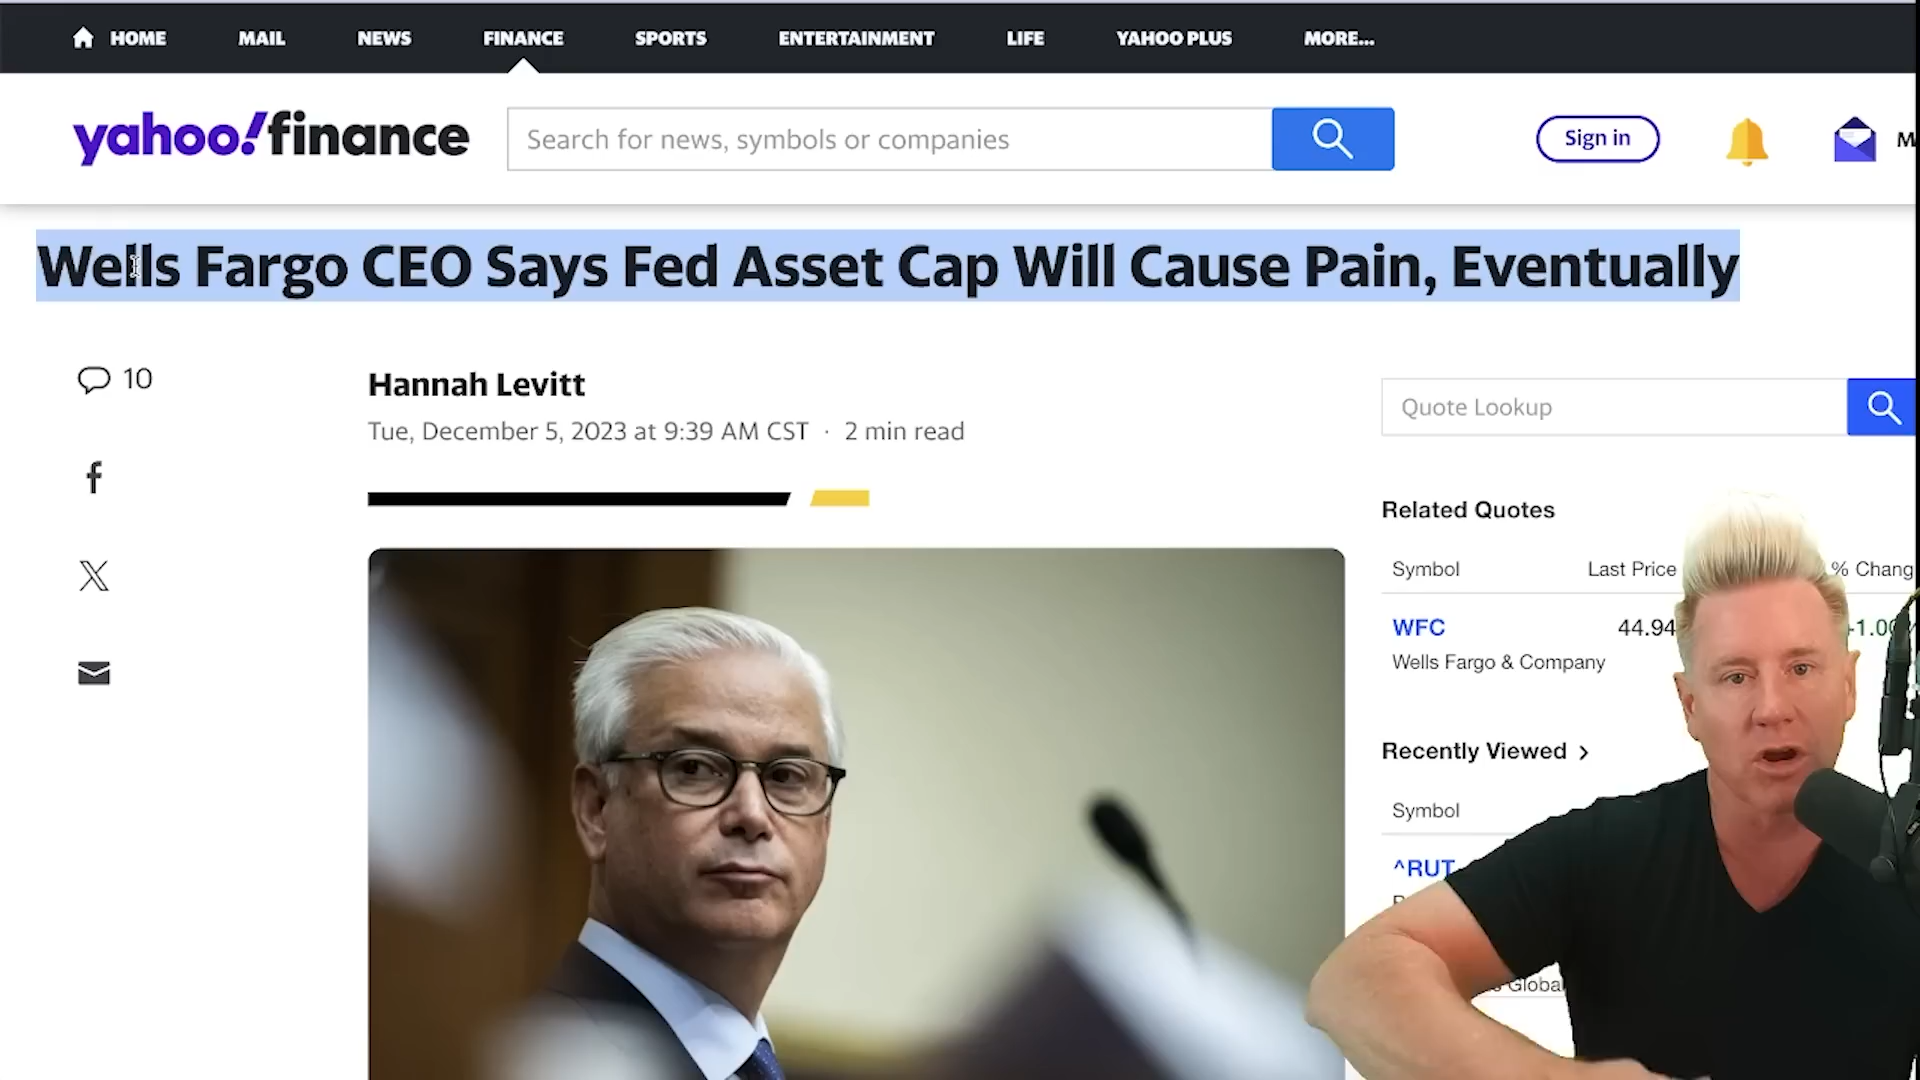 HOME MAIL NEWS FINANCE SPORTS ENTERTAINMENT LIFE YAHOO PLUS MORE...
yahoo!finance Search for news, symbols or companies Sign in M
Wells Fargo CEO Says Fed Asset Cap Will Cause Pain, Eventually
10
Hannah Levitt
Tue, December 5, 2023 at 9:39 AM CST · 2 min read
Quote Lookup
Related Quotes
Symbol Last Price % Chang
WFC 44.94 +1.00
Wells Fargo & Company
Recently Viewed
Symbol
^RUT
Global